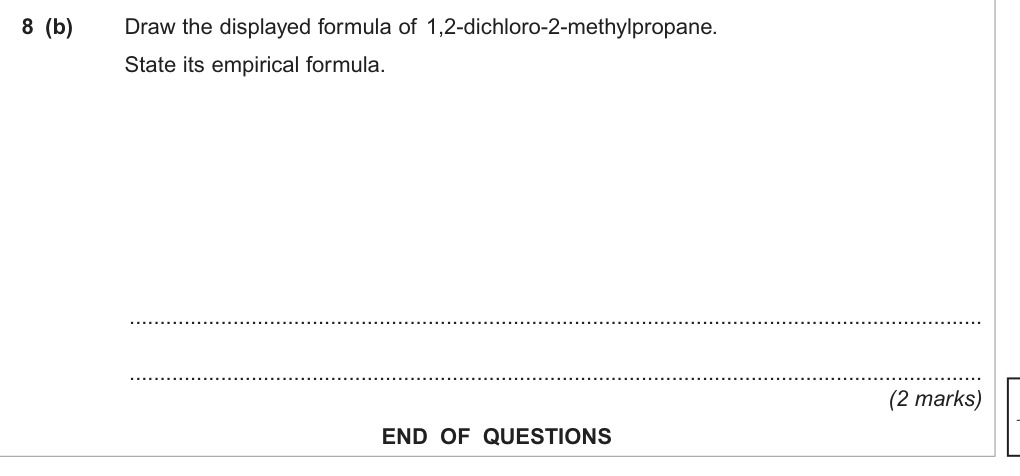 8 (b) Draw the displayed formula of 1,2-dichloro-2-methylpropane.
State its empirical formula.
(2 marks)
END OF QUESTIONS